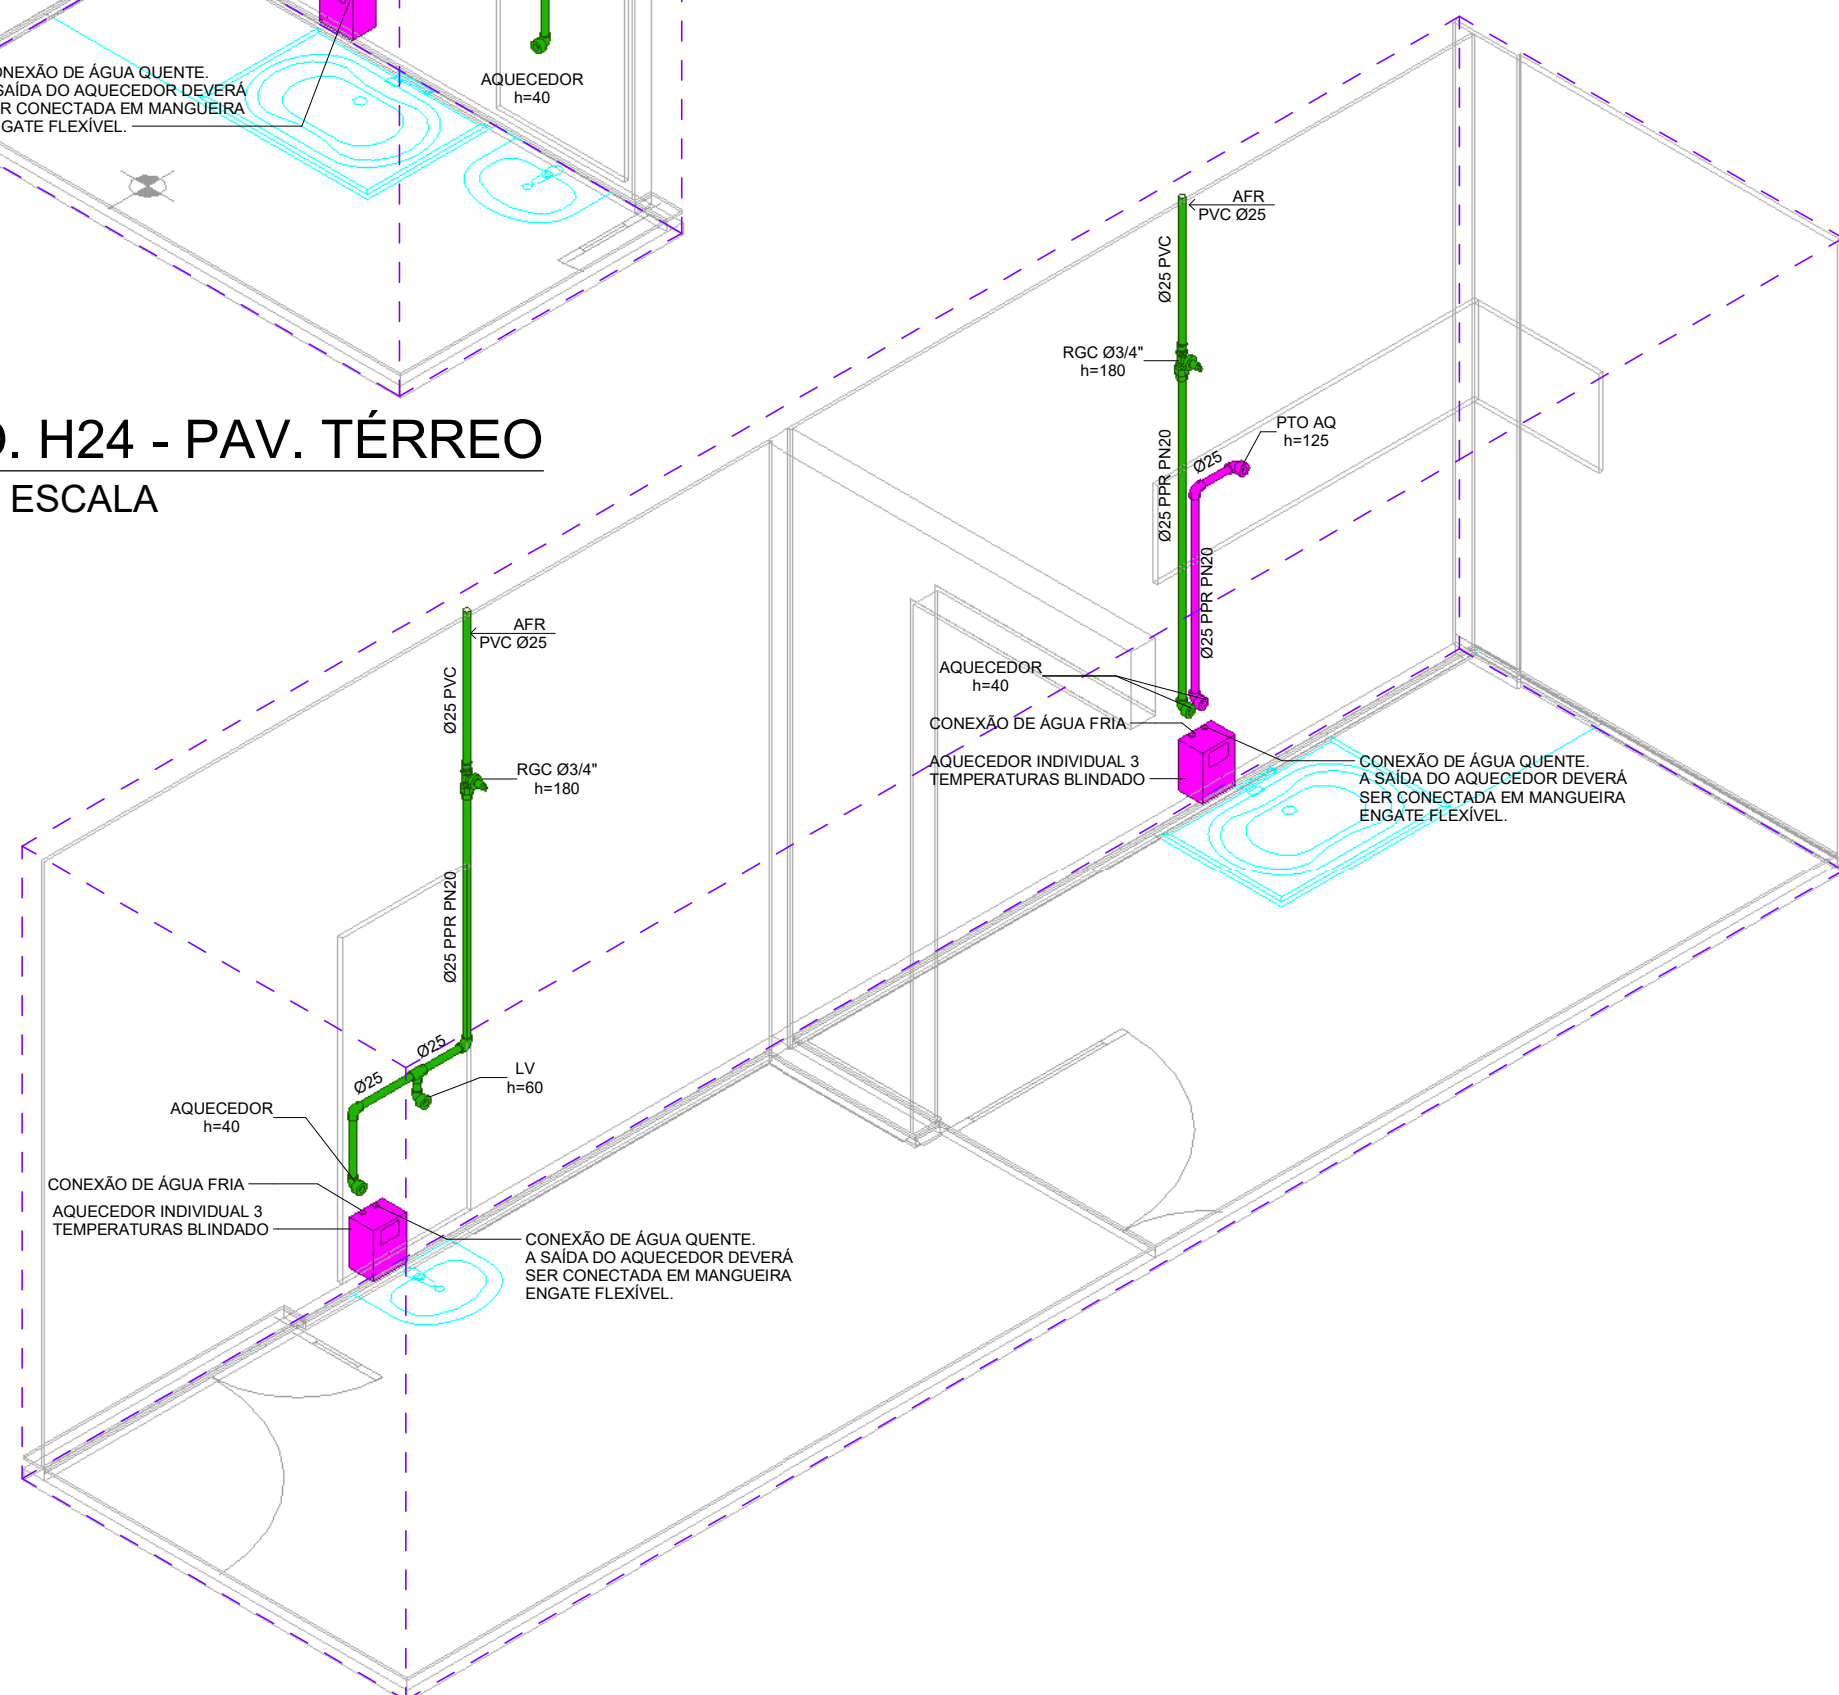 ONEXÃO DE ÁGUA QUENTE.
SAÍDA DO AQUECEDOR DEVERÁ
R CONECTADA EM MANGUEIRA
GATE FLEXÍVEL.
AQUECEDOR
h=40
. H24 - PAV. TÉRREO
ESCALA
AFR
PVC Ø25
Ø25 PVC
RGC Ø3/4"
h=180
PTO AQ
h=125
Ø25
Ø25 PPR PN20
Ø25 PPR PN20
AQUECEDOR
h=40
CONEXÃO DE ÁGUA FRIA
AQUECEDOR INDIVIDUAL 3
TEMPERATURAS BLINDADO
CONEXÃO DE ÁGUA QUENTE.
A SAÍDA DO AQUECEDOR DEVERÁ
SER CONECTADA EM MANGUEIRA
ENGATE FLEXÍVEL.
AFR
PVC Ø25
Ø25 PVC
RGC Ø3/4"
h=180
Ø25 PPR PN20
Ø25
Ø25
LV
h=60
AQUECEDOR
h=40
CONEXÃO DE ÁGUA FRIA
AQUECEDOR INDIVIDUAL 3
TEMPERATURAS BLINDADO
CONEXÃO DE ÁGUA QUENTE.
A SAÍDA DO AQUECEDOR DEVERÁ
SER CONECTADA EM MANGUEIRA
ENGATE FLEXÍVEL.